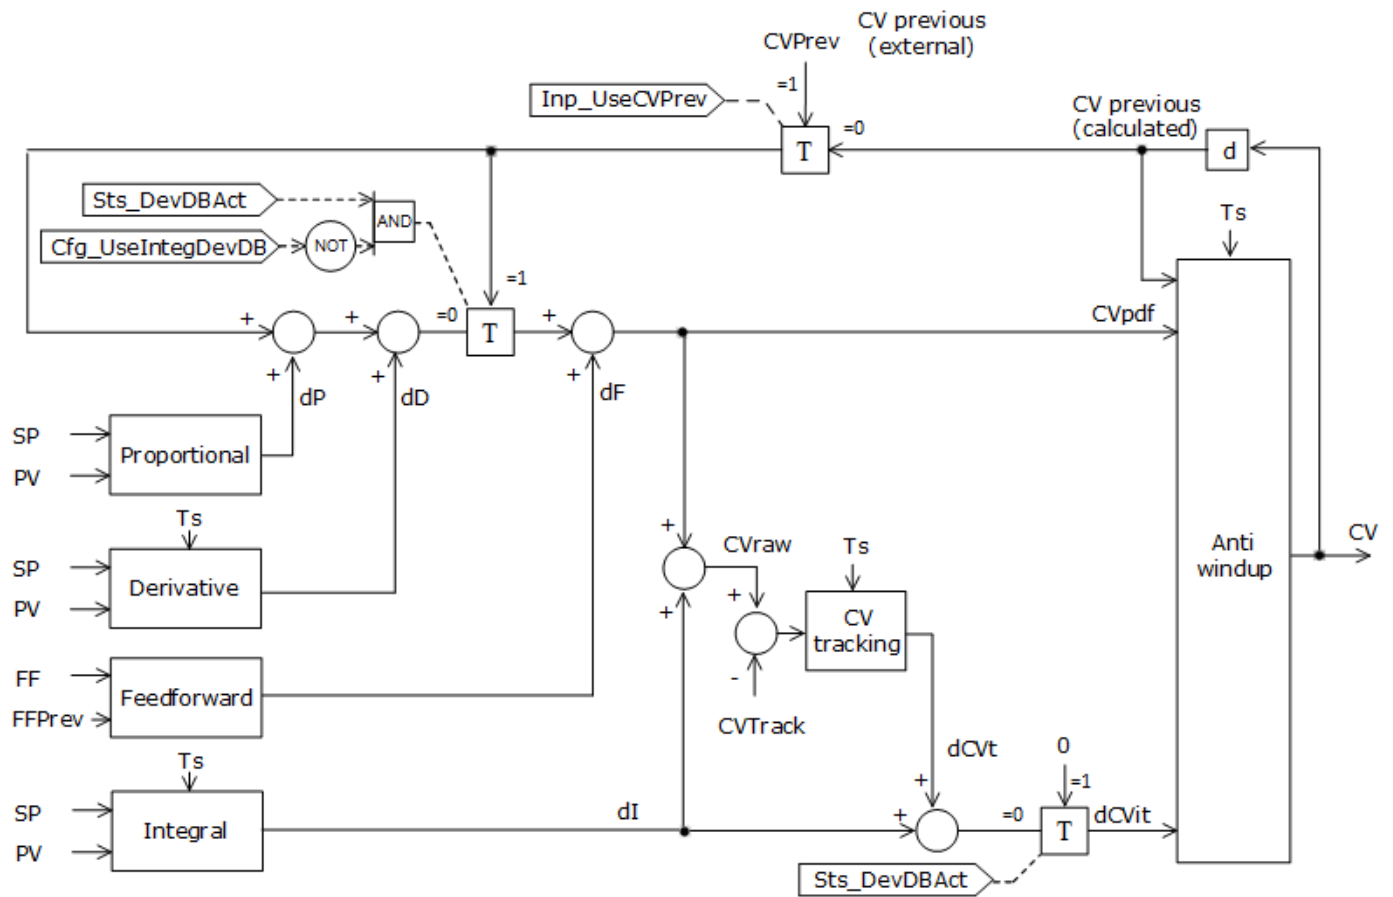 CV previous
(external)
CVPrev
=1
Inp_UseCVPrev
CV previous
(calculated)
=0
T
d
Sts_DevDBAct
AND
Ts
Cfg_UseIntegDevDB
NOT
=1
+
+
=0
T
+
CVpdf
+
+
+
dP
dD
dF
SP
Proportional
PV
Ts
+
CVraw
Ts
Anti
windup
CV
SP
Derivative
PV
+
+
CV
tracking
-
FF
Feedforward
FFPrev
CVTrack
Ts
dCVt
0
+
=1
SP
dI
+
=0
T
dCVit
Integral
PV
Sts_DevDBAct